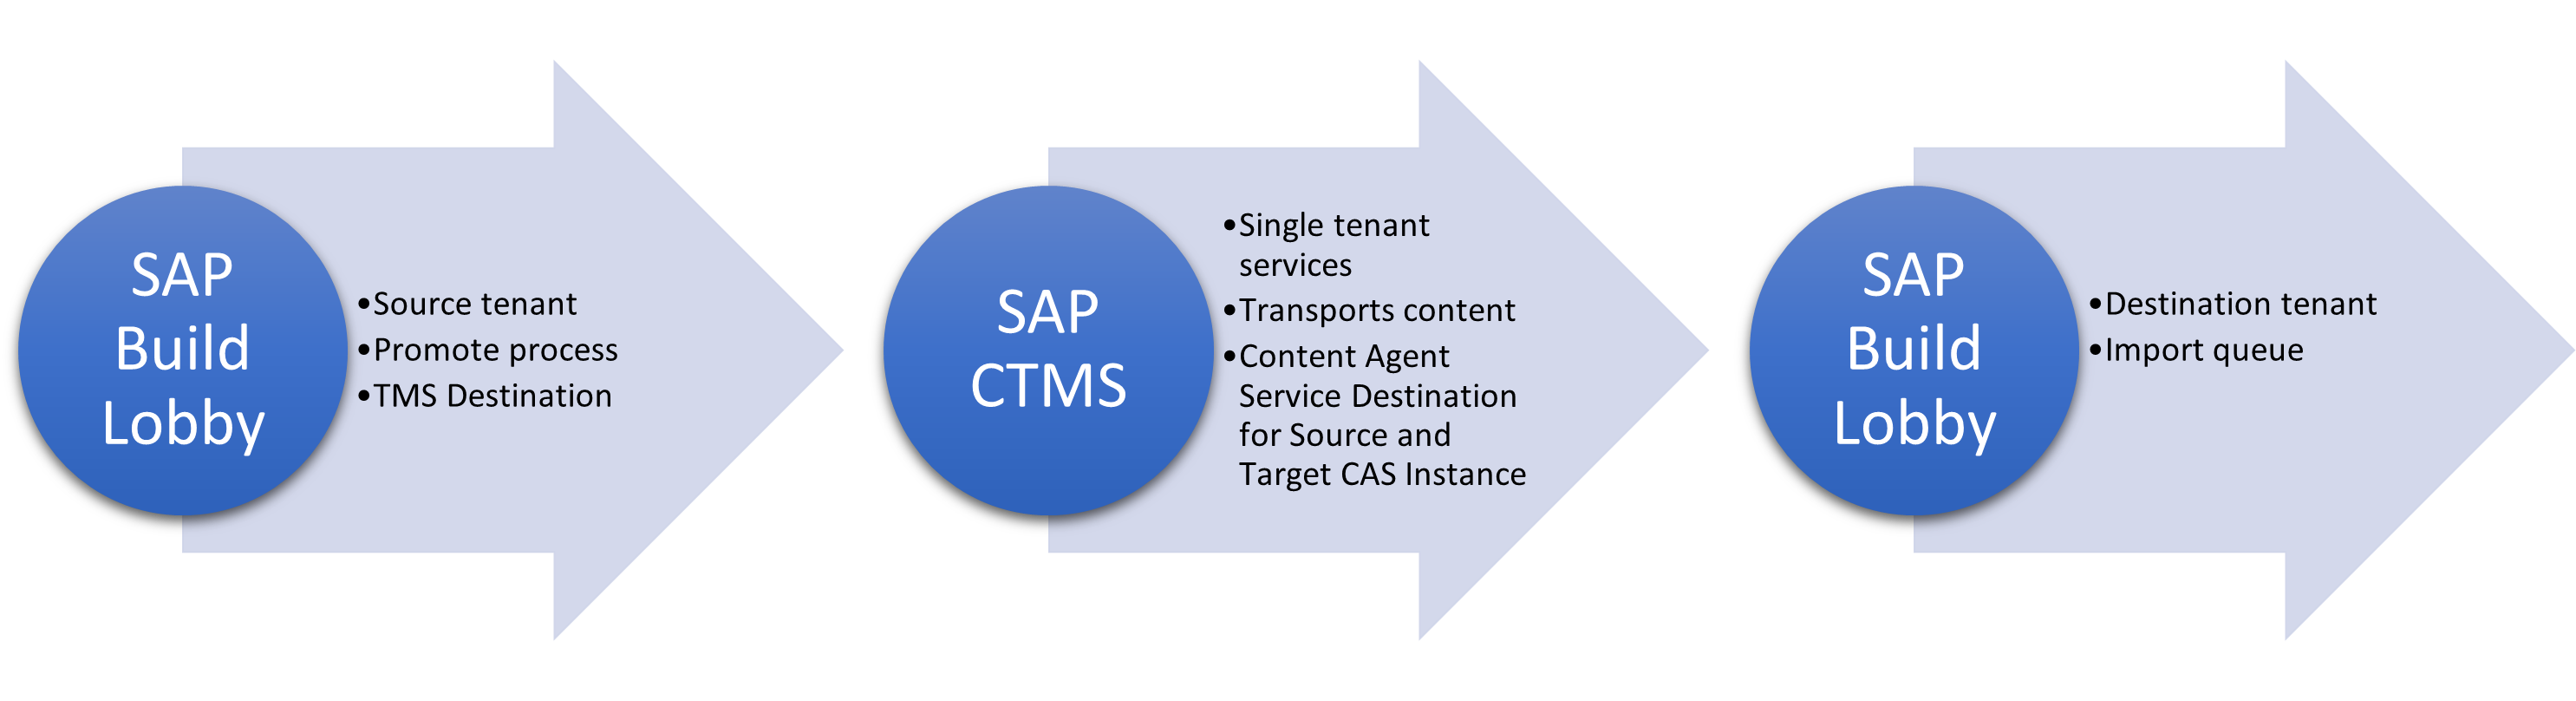 SAP
Build
Lobby
•Source tenant
•Promote process
•TMS Destination
SAP
CTMS
•Single tenant
services
•Transports content
•Content Agent
Service Destination
for Source and
Target CAS Instance
SAP
Build
Lobby
•Destination tenant
•Import queue